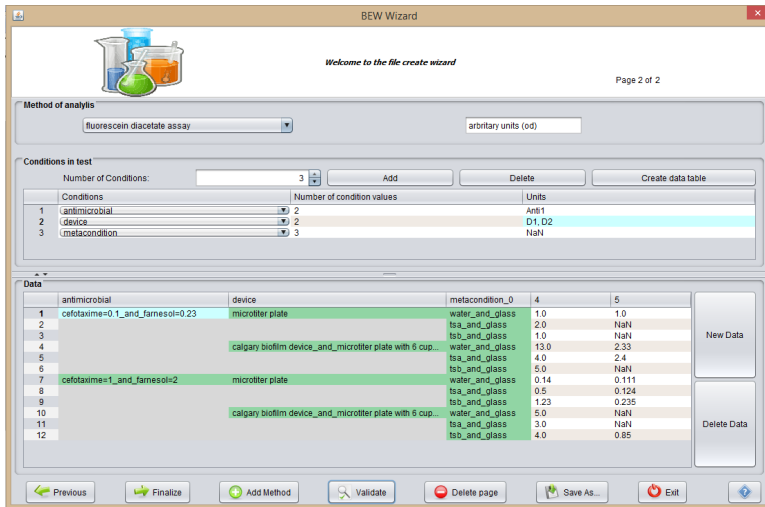 BEW Wizard
Welcome to the file create wizard
Page 2 of 2
Method of analylis
fluorescein diacetate assay arbritary units (od)
Conditions in test
Number of Conditions: 3 Add Delete Create data table
Conditions Number of condition values Units
1 antimicrobial 2 Anti1
2 device 2 D1, D2
3 metacondition 3 NaN
Data
antimicrobial device metacondition_0 4 5
1 cefotaxime=0.1_and_farnesol=0.23 microtiter plate water_and_glass 1.0 1.0
2 tsa_and_glass 2.0 NaN
3 tsb_and_glass 1.0 NaN
4 calgary biofilm device_and_microtiter plate with 6 cup... water_and_glass 13.0 2.33
5 tsa_and_glass 4.0 2.4
6 tsb_and_glass 5.0 NaN
7 cefotaxime=1_and_farnesol=2 microtiter plate water_and_glass 0.14 0.111
8 tsa_and_glass 0.5 0.124
9 tsb_and_glass 1.23 0.235
10 calgary biofilm device_and_microtiter plate with 6 cup... water_and_glass 5.0 NaN
11 tsa_and_glass 3.0 NaN
12 tsb_and_glass 4.0 0.85
New Data
Delete Data
Previous Finalize Add Method Validate Delete page Save As... Exit